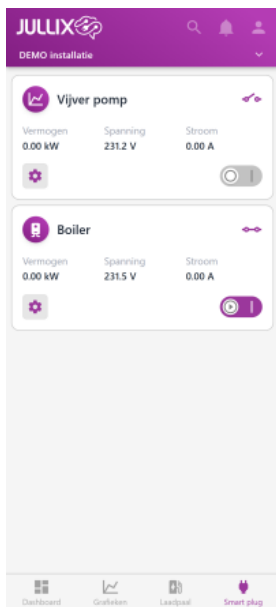 JULLIX
DEMO installatie
Vijver pomp
Vermogen Spanning Stroom
0.00 kW 231.2 V 0.00 A
Boiler
Vermogen Spanning Stroom
0.00 kW 231.5 V 0.00 A
Dashboard Grafieken Laadpaal Smart plug